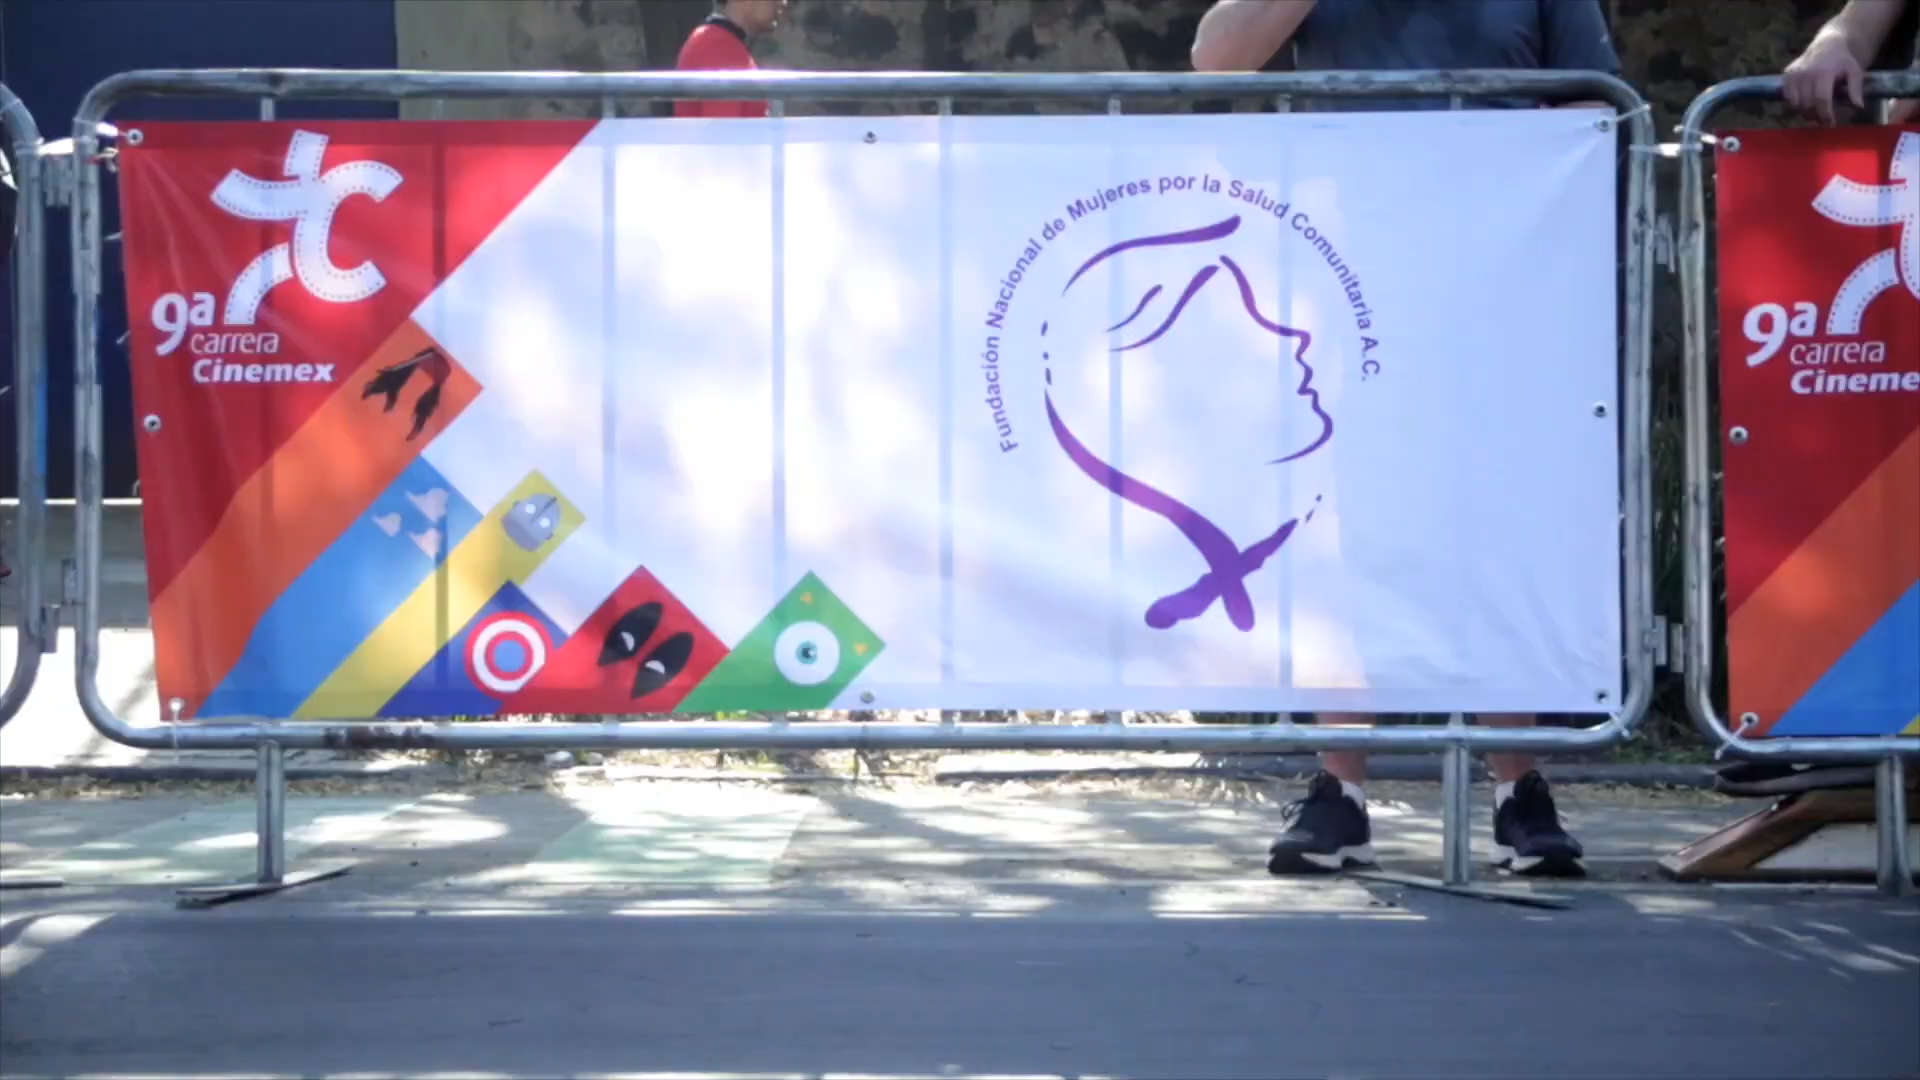 9ª
carrera
Cinemex
Fundación Nacional de Mujeres por la Salud Comunitaria A.C.
9ª
carrera
Cineme